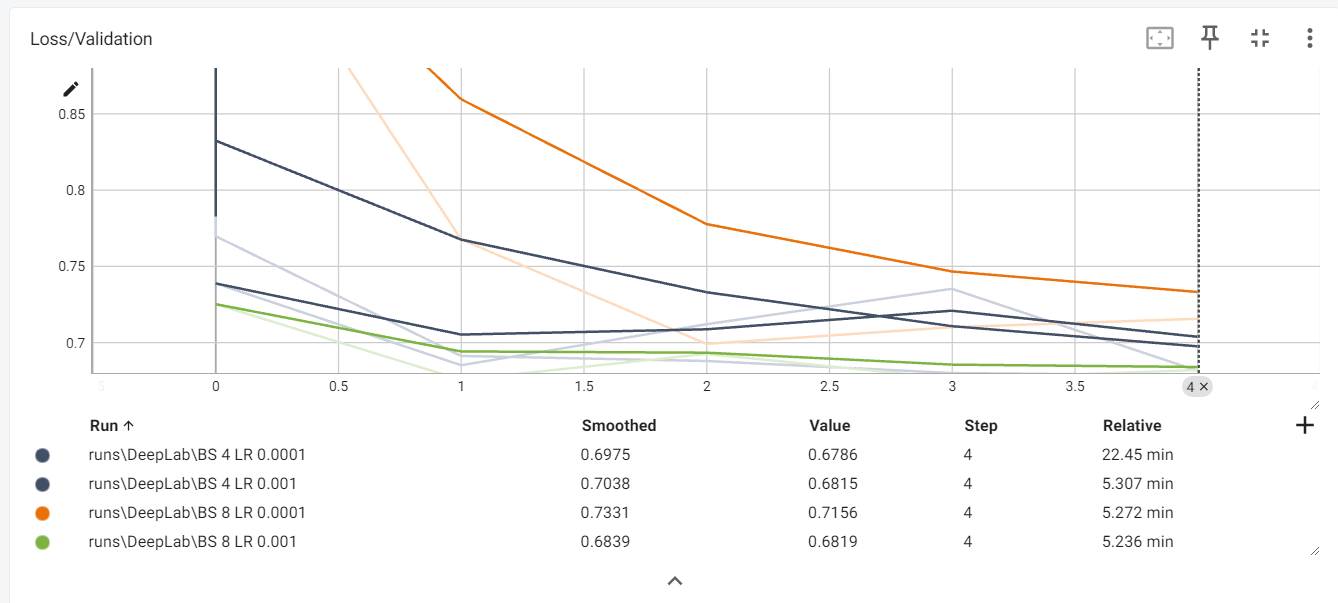 Loss/Validation
0.85
0.8
0.75
0.7
5 0 0.5 1 1.5 2 2.5 3 3.5 4 ✕
Run ↑ Smoothed Value Step Relative
runs\DeepLab\BS 4 LR 0.0001 0.6975 0.6786 4 22.45 min
runs\DeepLab\BS 4 LR 0.001 0.7038 0.6815 4 5.307 min
runs\DeepLab\BS 8 LR 0.0001 0.7331 0.7156 4 5.272 min
runs\DeepLab\BS 8 LR 0.001 0.6839 0.6819 4 5.236 min